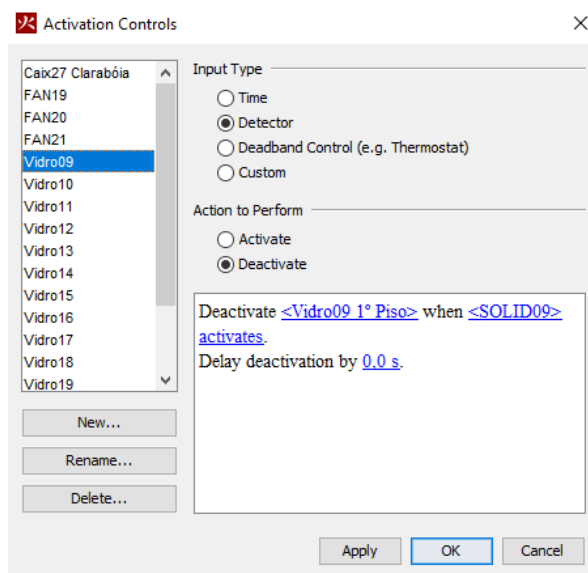 Activation Controls
Caix27 Clarabóia
FAN19
FAN20
FAN21
Vidro09
Vidro10
Vidro11
Vidro12
Vidro13
Vidro14
Vidro15
Vidro16
Vidro17
Vidro18
Vidro19
New...
Rename...
Delete...
Input Type
Time
Detector
Deadband Control (e.g. Thermostat)
Custom
Action to Perform
Activate
Deactivate
Deactivate <Vidro09 1° Piso> when <SOLID09>
activates.
Delay deactivation by 0,0 s.
Apply
OK
Cancel